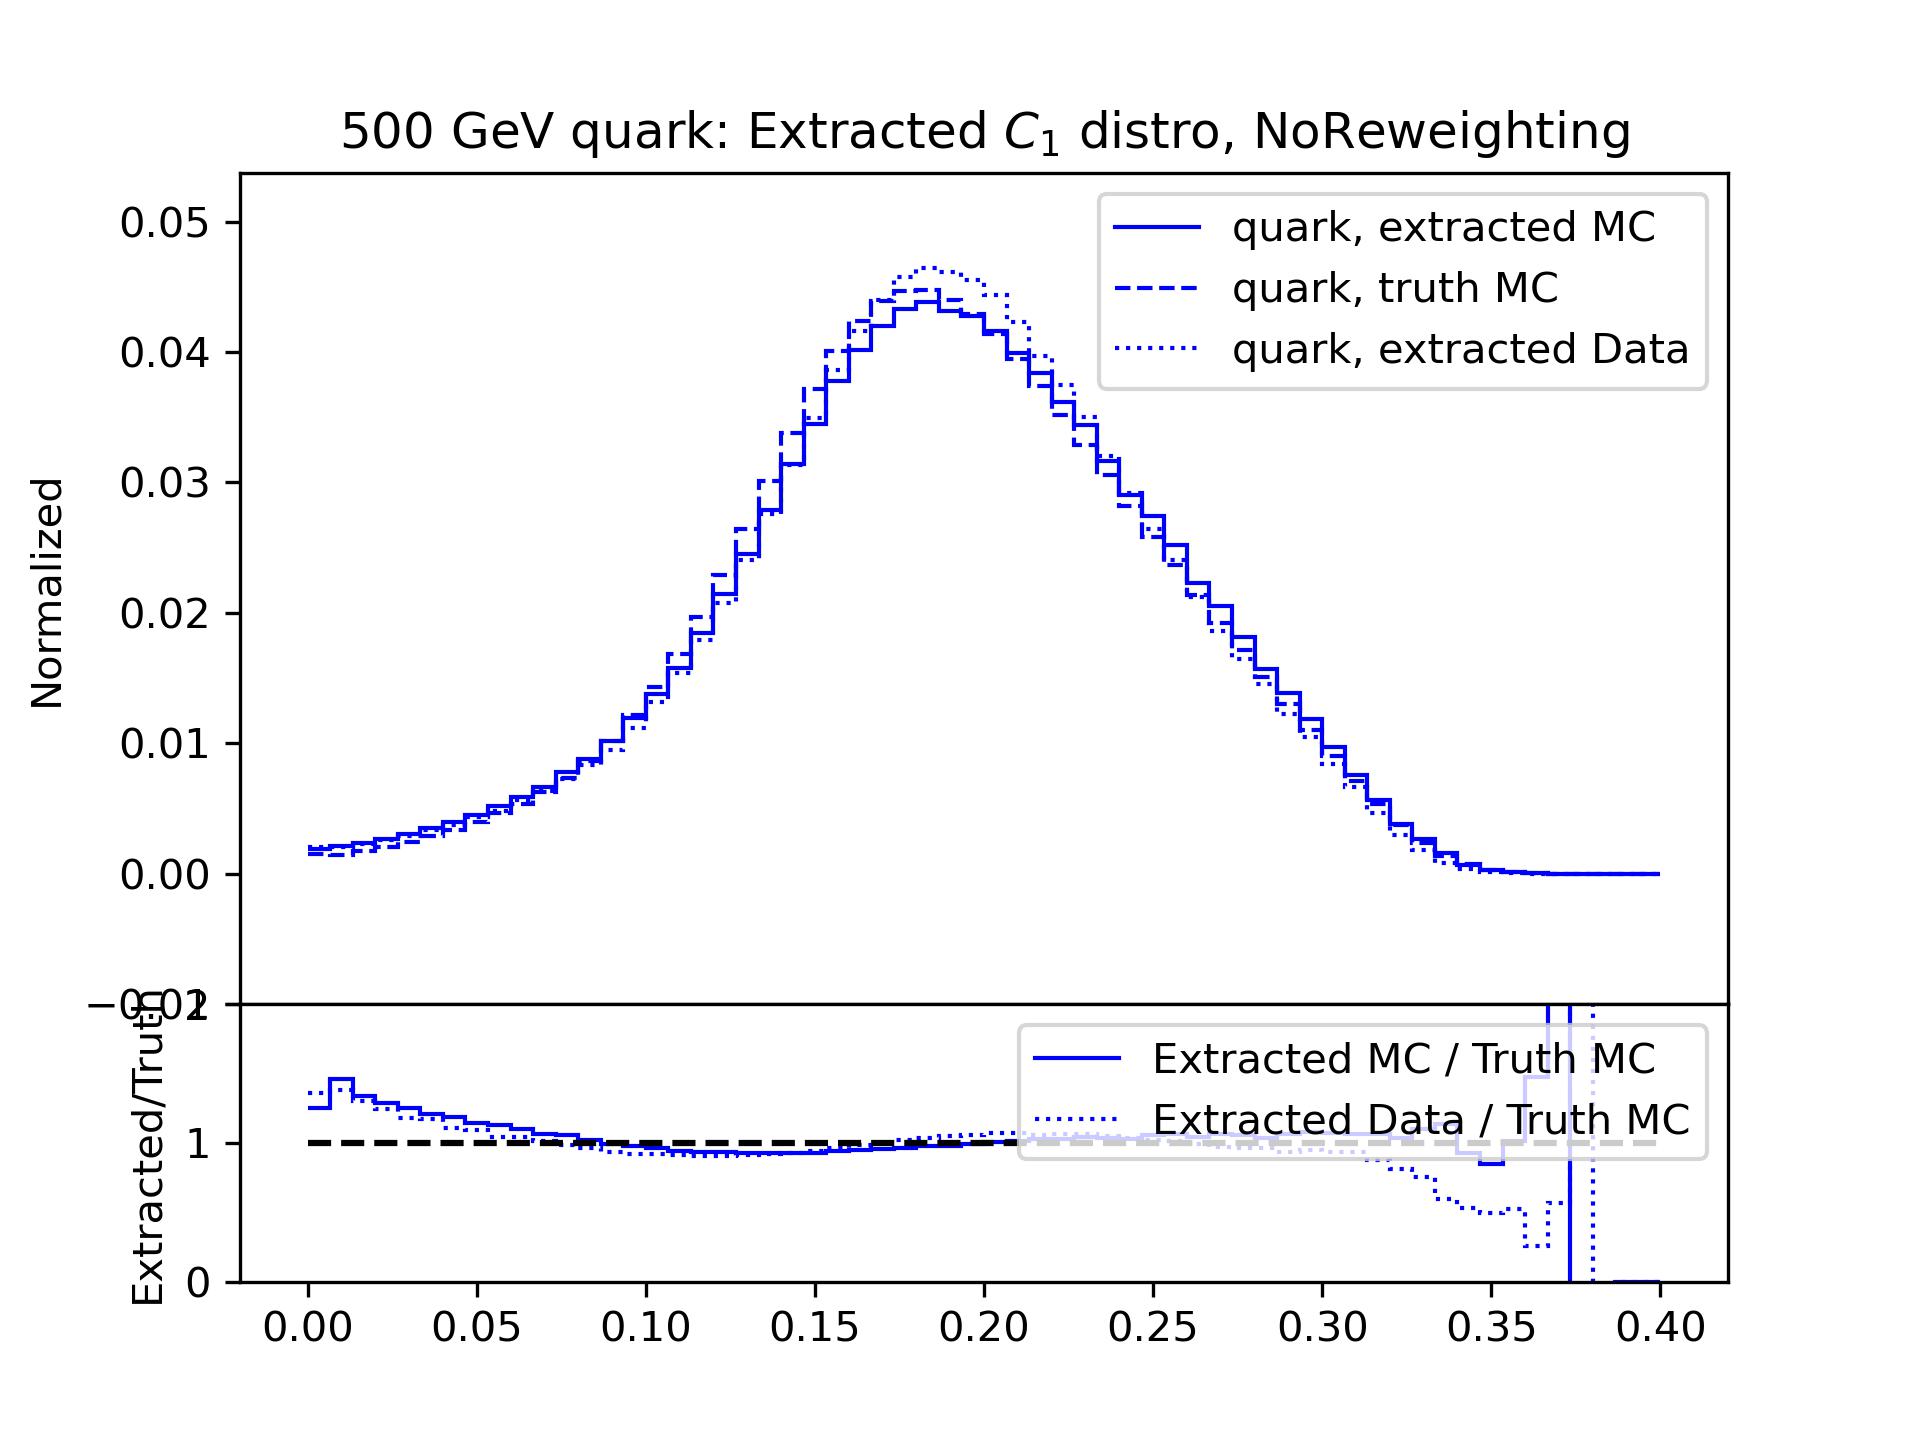 500 GeV quark: Extracted C₁ distro, NoReweighting
Normalized
0.05
0.04
0.03
0.02
0.01
0.00
−0.01
quark, extracted MC
quark, truth MC
quark, extracted Data
Extracted/Truth
2
1
0
Extracted MC / Truth MC
Extracted Data / Truth MC
0.00 0.05 0.10 0.15 0.20 0.25 0.30 0.35 0.40